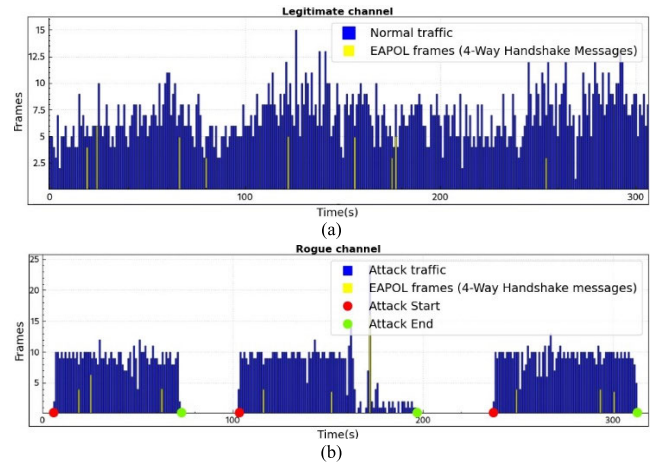 Legitimate channel
Normal traffic
EAPOL frames (4-Way Handshake Messages)
Frames
15
12.5
10
7.5
5
2.5
0 100 200 300
Time(s)
(a)
Rogue channel
Attack traffic
EAPOL frames (4-Way Handshake messages)
Attack Start
Attack End
Frames
25
20
15
10
5
0 100 200 300
Time(s)
(b)